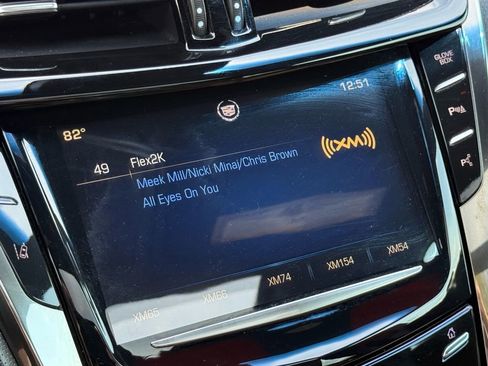 82° 12:51
49 Flex2K
Meek Mill/Nicki Minaj/Chris Brown
All Eyes On You
((XM))
XM65 XM66 XM74 XM154 XM54
GLOVE
BOX
P
P